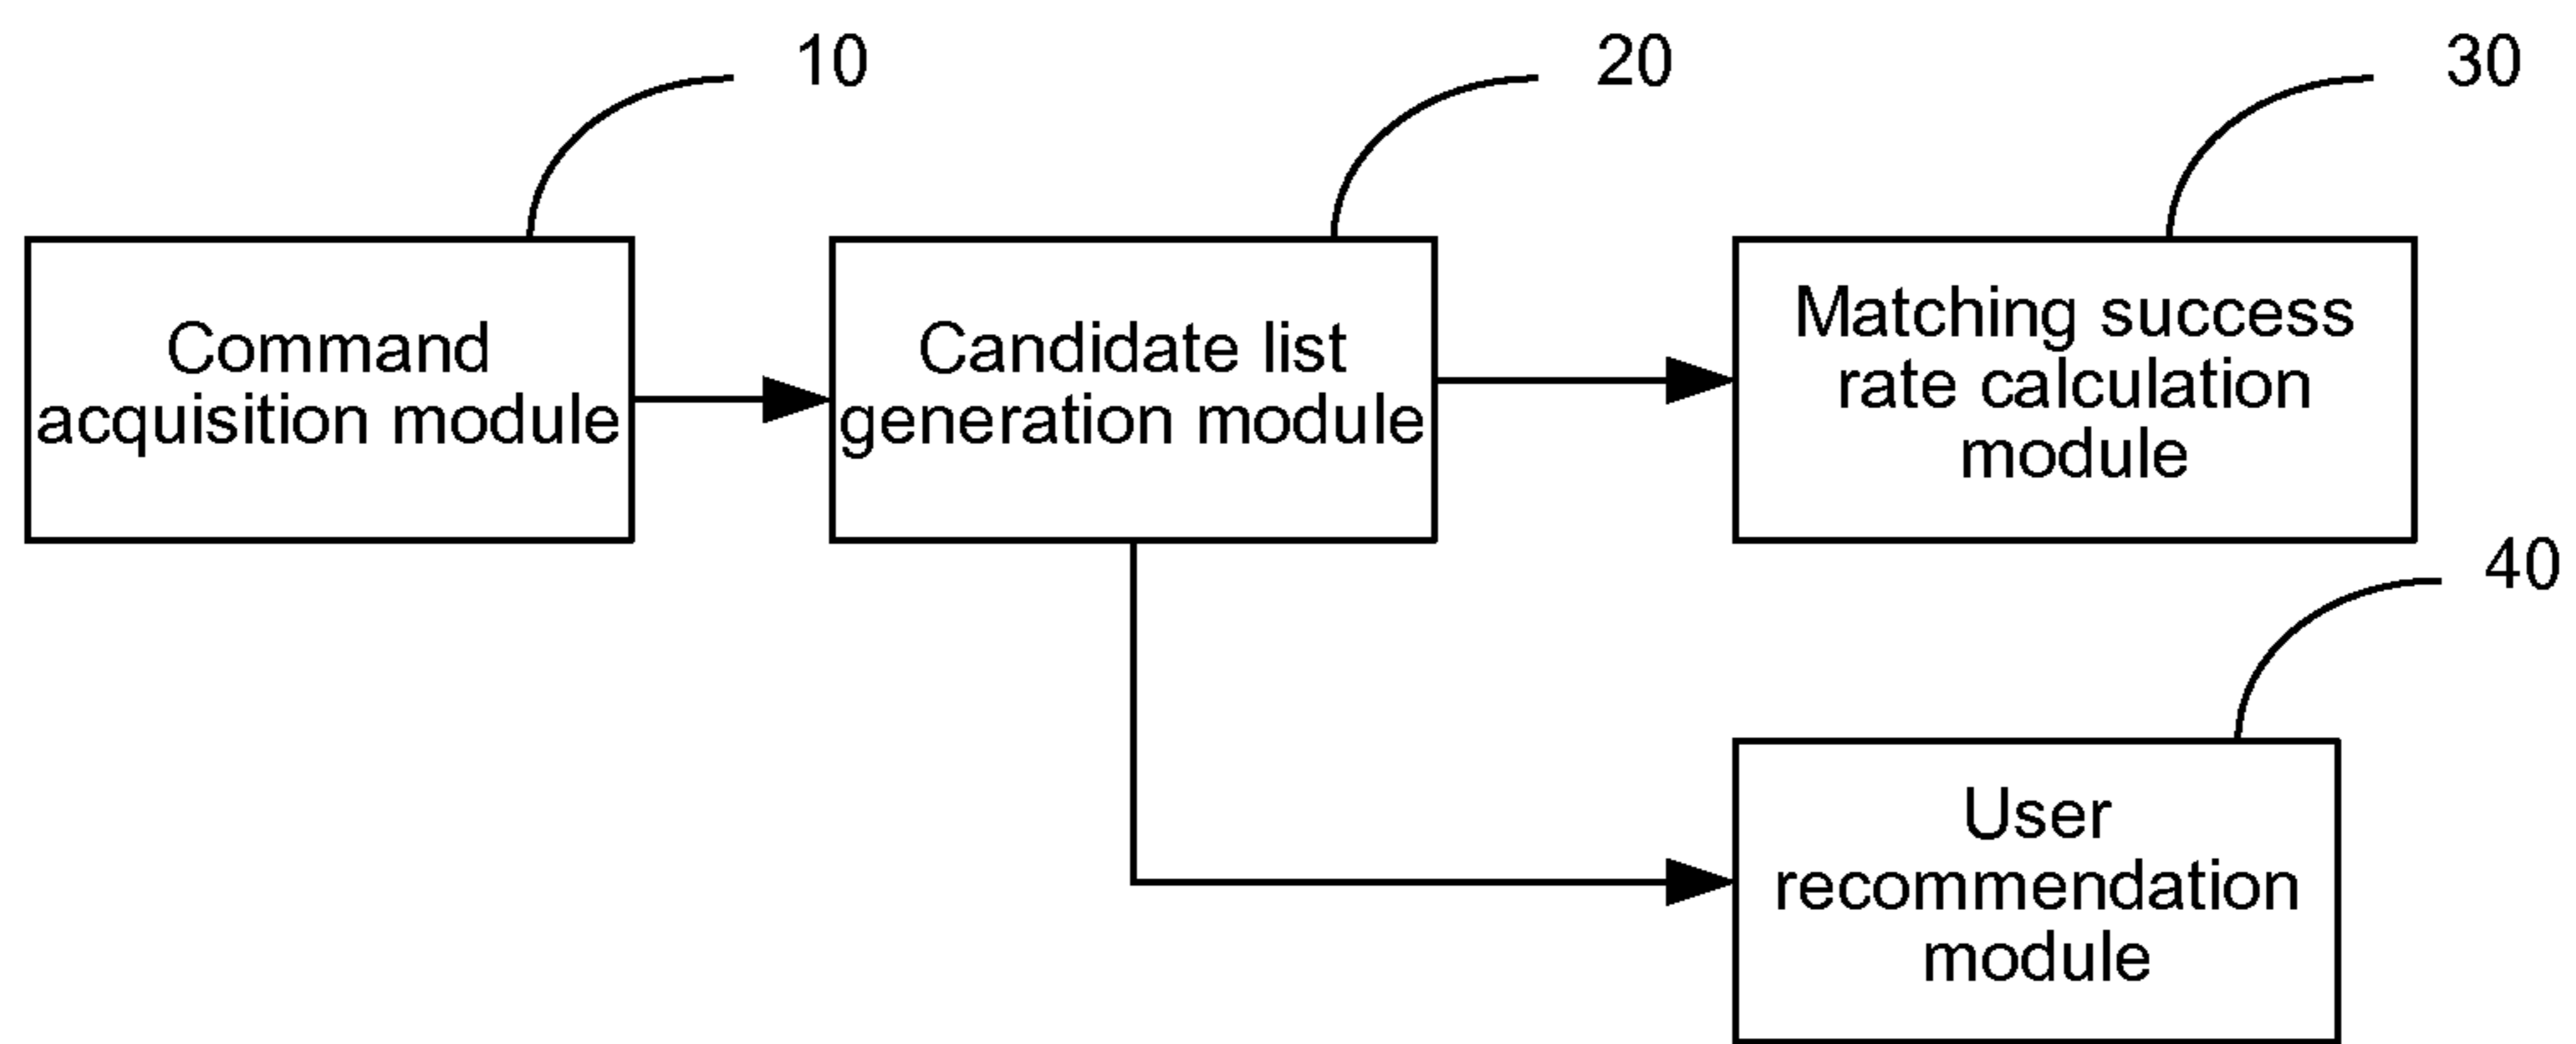 10
20
30
Command
acquisition module
Candidate list
generation module
Matching success
rate calculation
module
40
User
recommendation
module